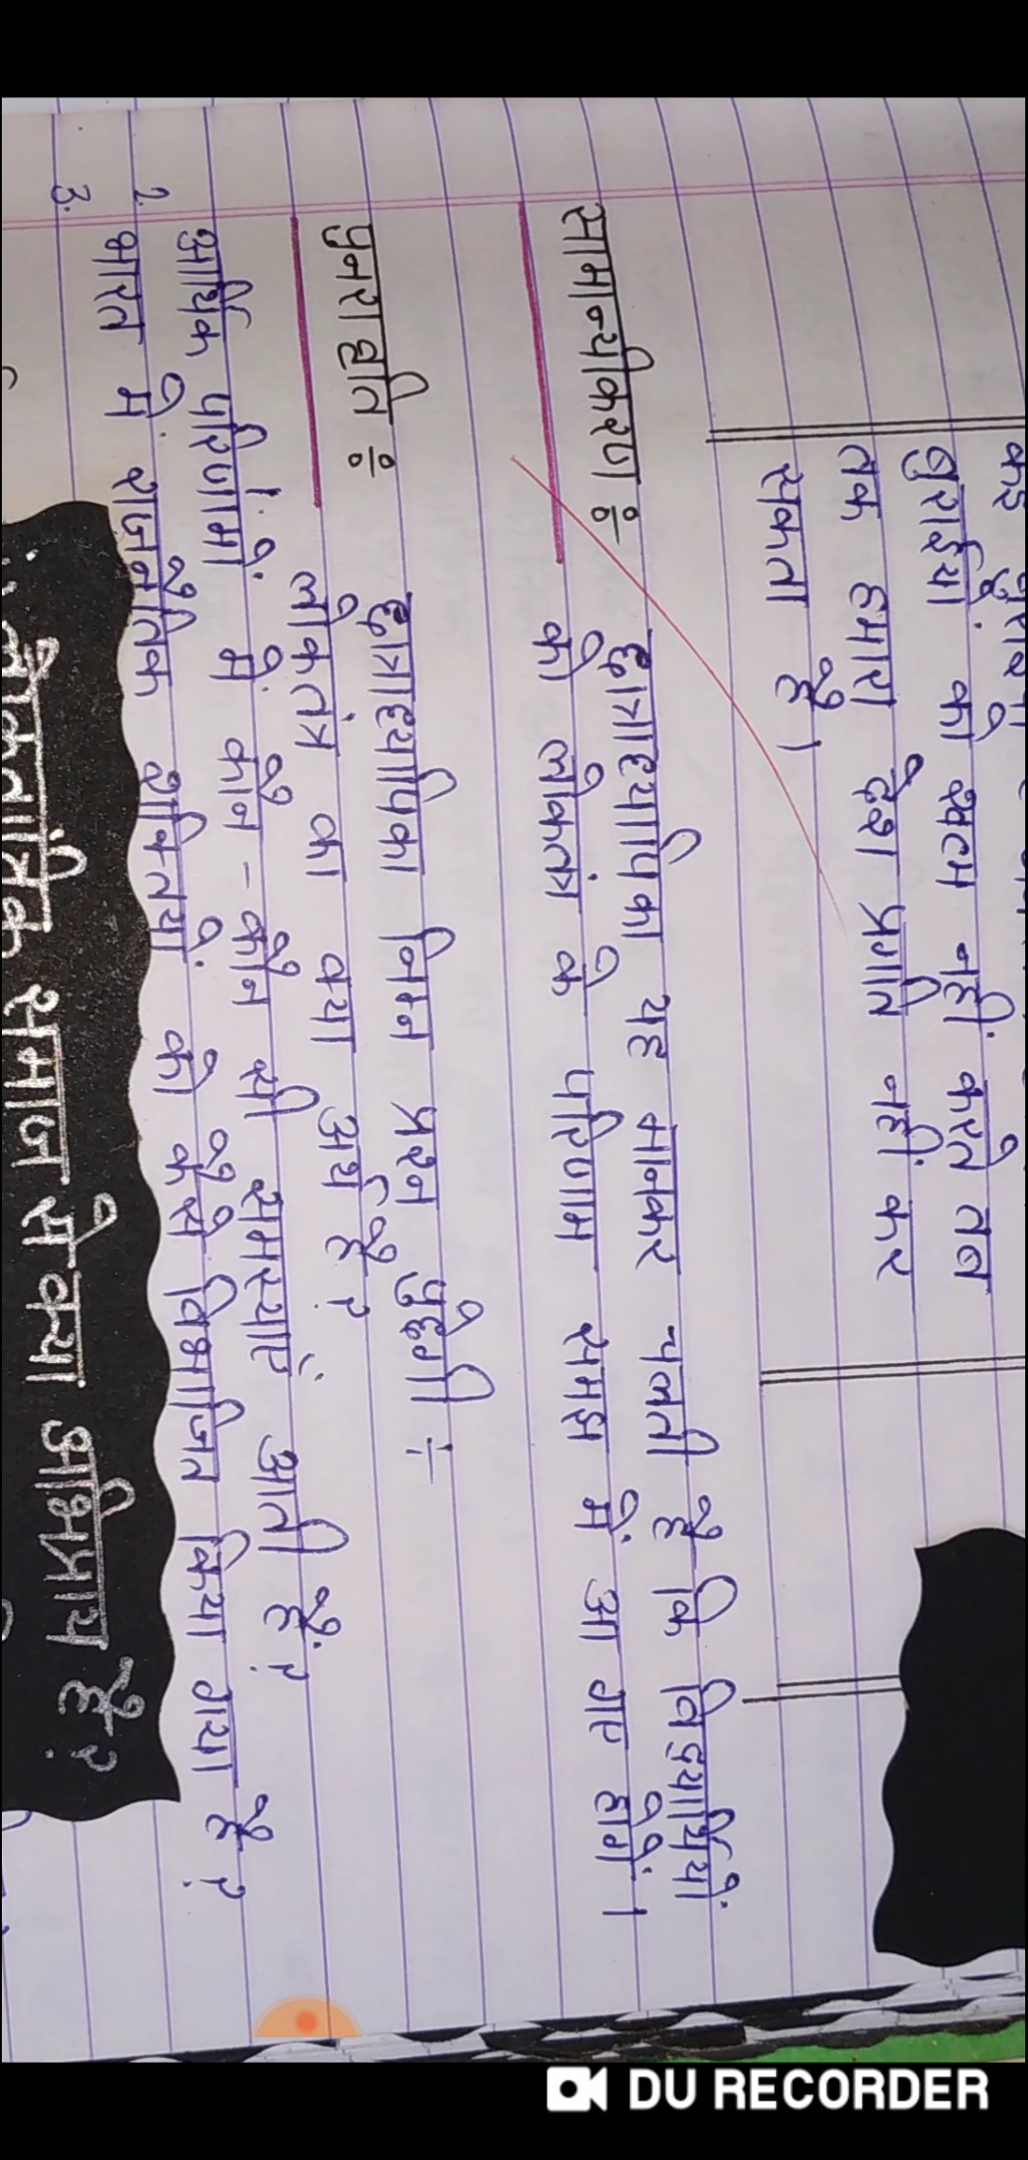 बुराईयां को खत्म नहीं करते तब
तक हमारा देश प्रगति नहीं कर
सकता है।
सामान्यीकरण ÷
छात्राध्यापिका यह मानकर चलती है कि विद्यार्थियों
को लोकतंत्र के परिणाम समझ में आ गए होगें।
पुनरावृति ÷
छात्राध्यापिका निम्न प्रश्न पुछेगी ÷
लोकतंत्र का क्या अर्थ है?
आर्थिक परिणामों में कौन-कौन सी समस्याएं आती हैं?
2. भारत में राजनैतिक शक्तियों को कैसे विभाजित किया गया है?
3.
लोकतांत्रिक समाज से क्या अभिप्राय है?
DU RECORDER